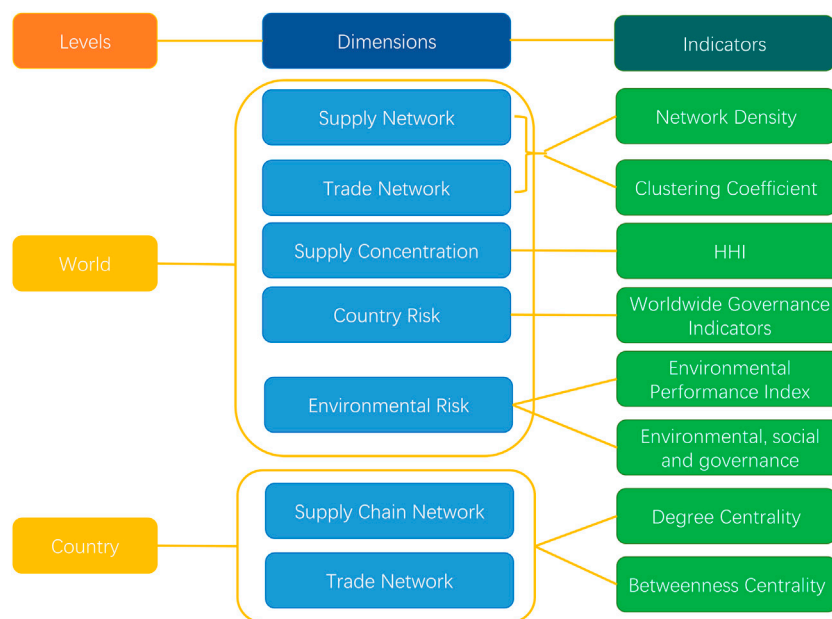 Levels
Dimensions
Indicators
Supply Network
Network Density
Trade Network
Clustering Coefficient
World
Supply Concentration
HHI
Country Risk
Worldwide Governance
Indicators
Environmental Risk
Environmental
Performance Index
Environmental, social
and governance
Country
Supply Chain Network
Degree Centrality
Trade Network
Betweenness Centrality